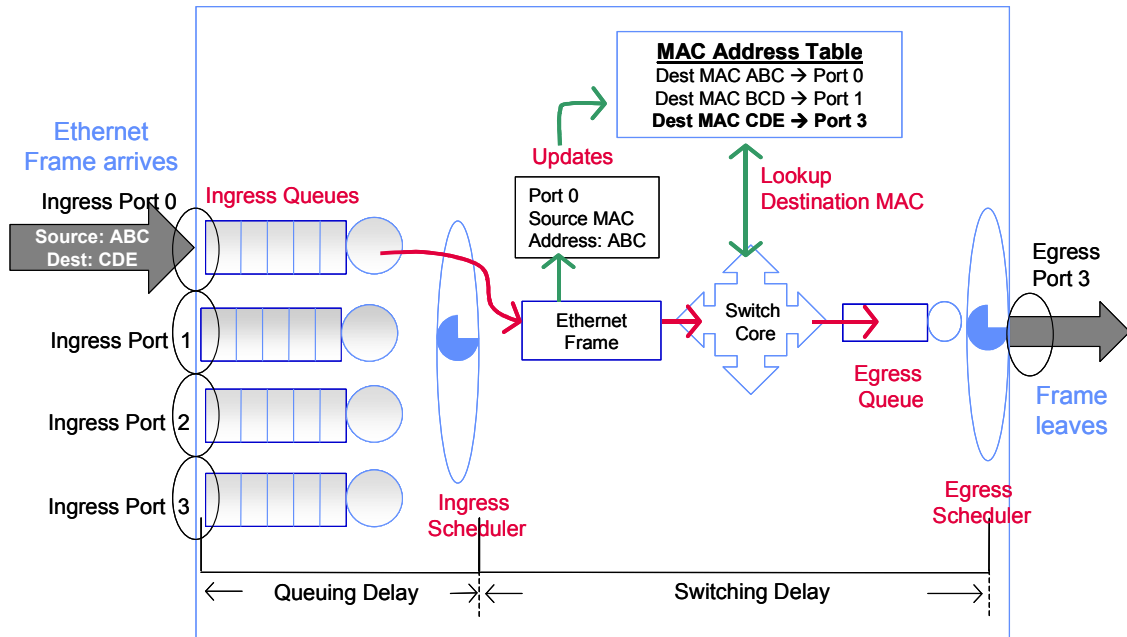 MAC Address Table
Dest MAC ABC → Port 0
Dest MAC BCD → Port 1
Dest MAC CDE → Port 3
Ethernet
Frame arrives
Updates
Ingress Port 0
Ingress Queues
Source: ABC
Dest: CDE
Port 0
Source MAC
Address: ABC
Lookup
Destination MAC
Egress
Port 3
Ingress Port 1
Ethernet
Frame
Switch
Core
Egress
Queue
Frame
leaves
Ingress Port 2
Ingress Port 3
Ingress
Scheduler
Egress
Scheduler
Queuing Delay
Switching Delay